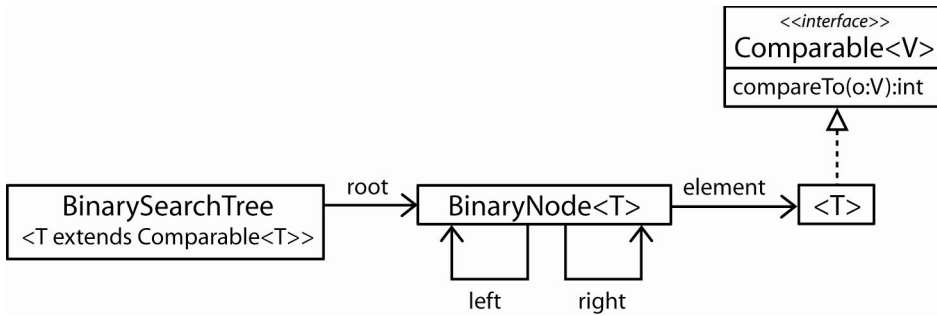 <<interface>>
Comparable<V>
compareTo(o:V):int
BinarySearchTree
<T extends Comparable<T>>
root
BinaryNode<T>
element
<T>
left
right